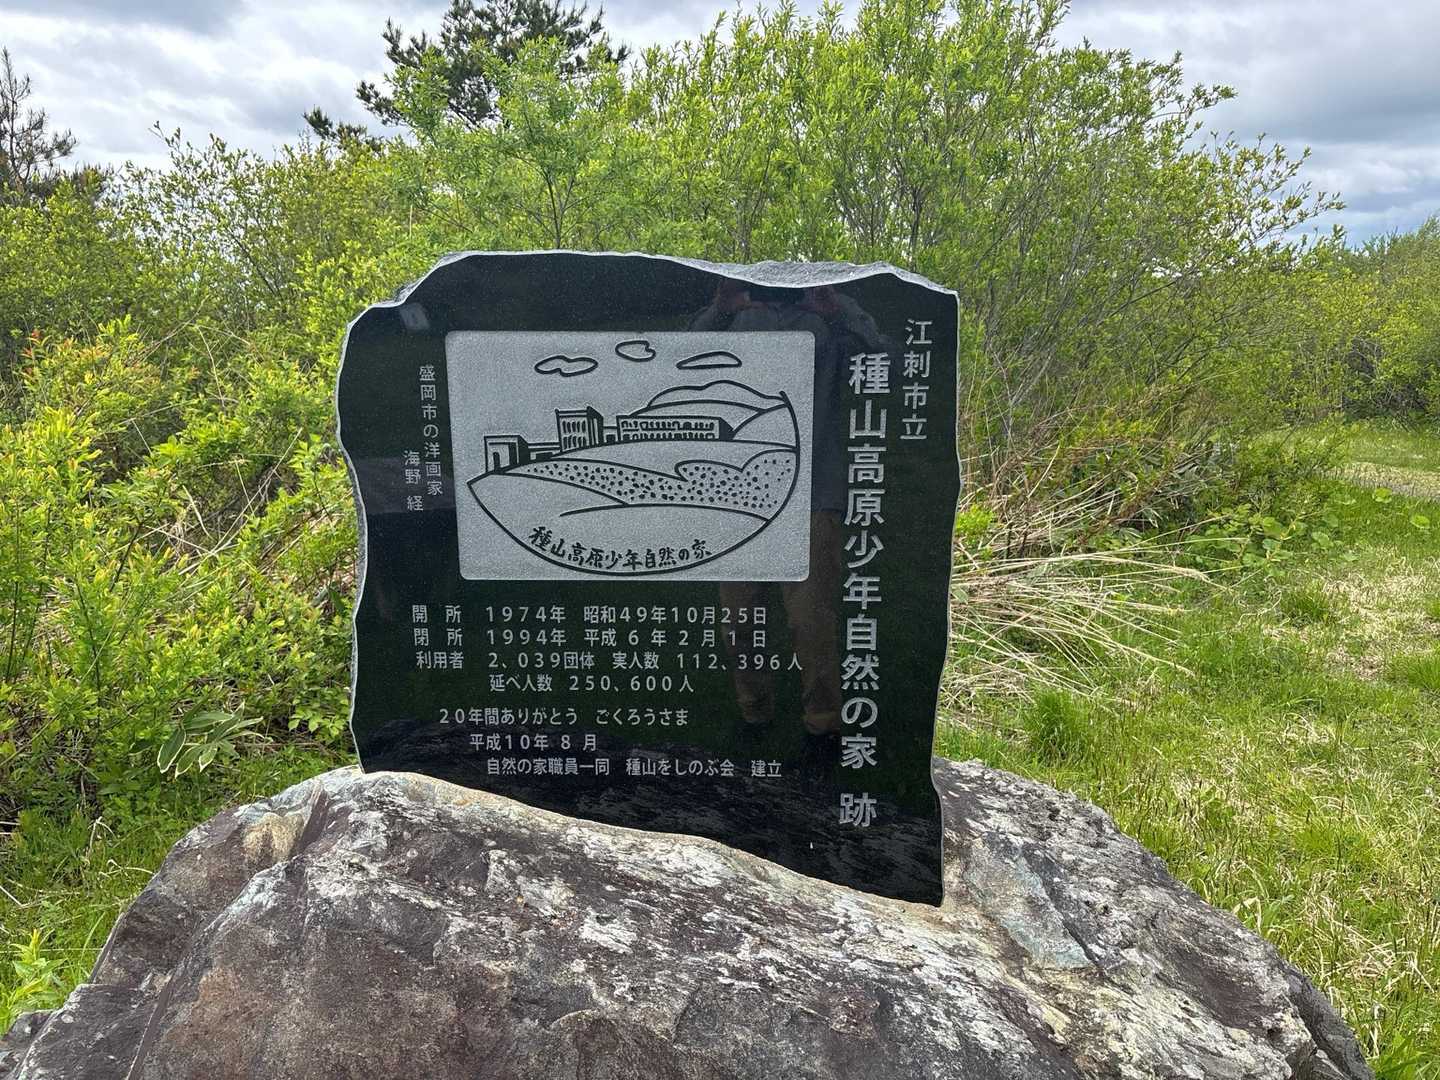 江刺市立
種山高原少年自然の家 跡
盛岡市の洋画家
海野 経
種山高原少年自然の家
開 所 1974年 昭和49年10月25日
閉 所 1994年 平成 6 年 2 月 1 日
利用者 2、039団体 実人数 112、396人
延べ人数 250、600人
20年間ありがとう ごくろうさま
平成10年 8 月
自然の家職員一同 種山をしのぶ会 建立